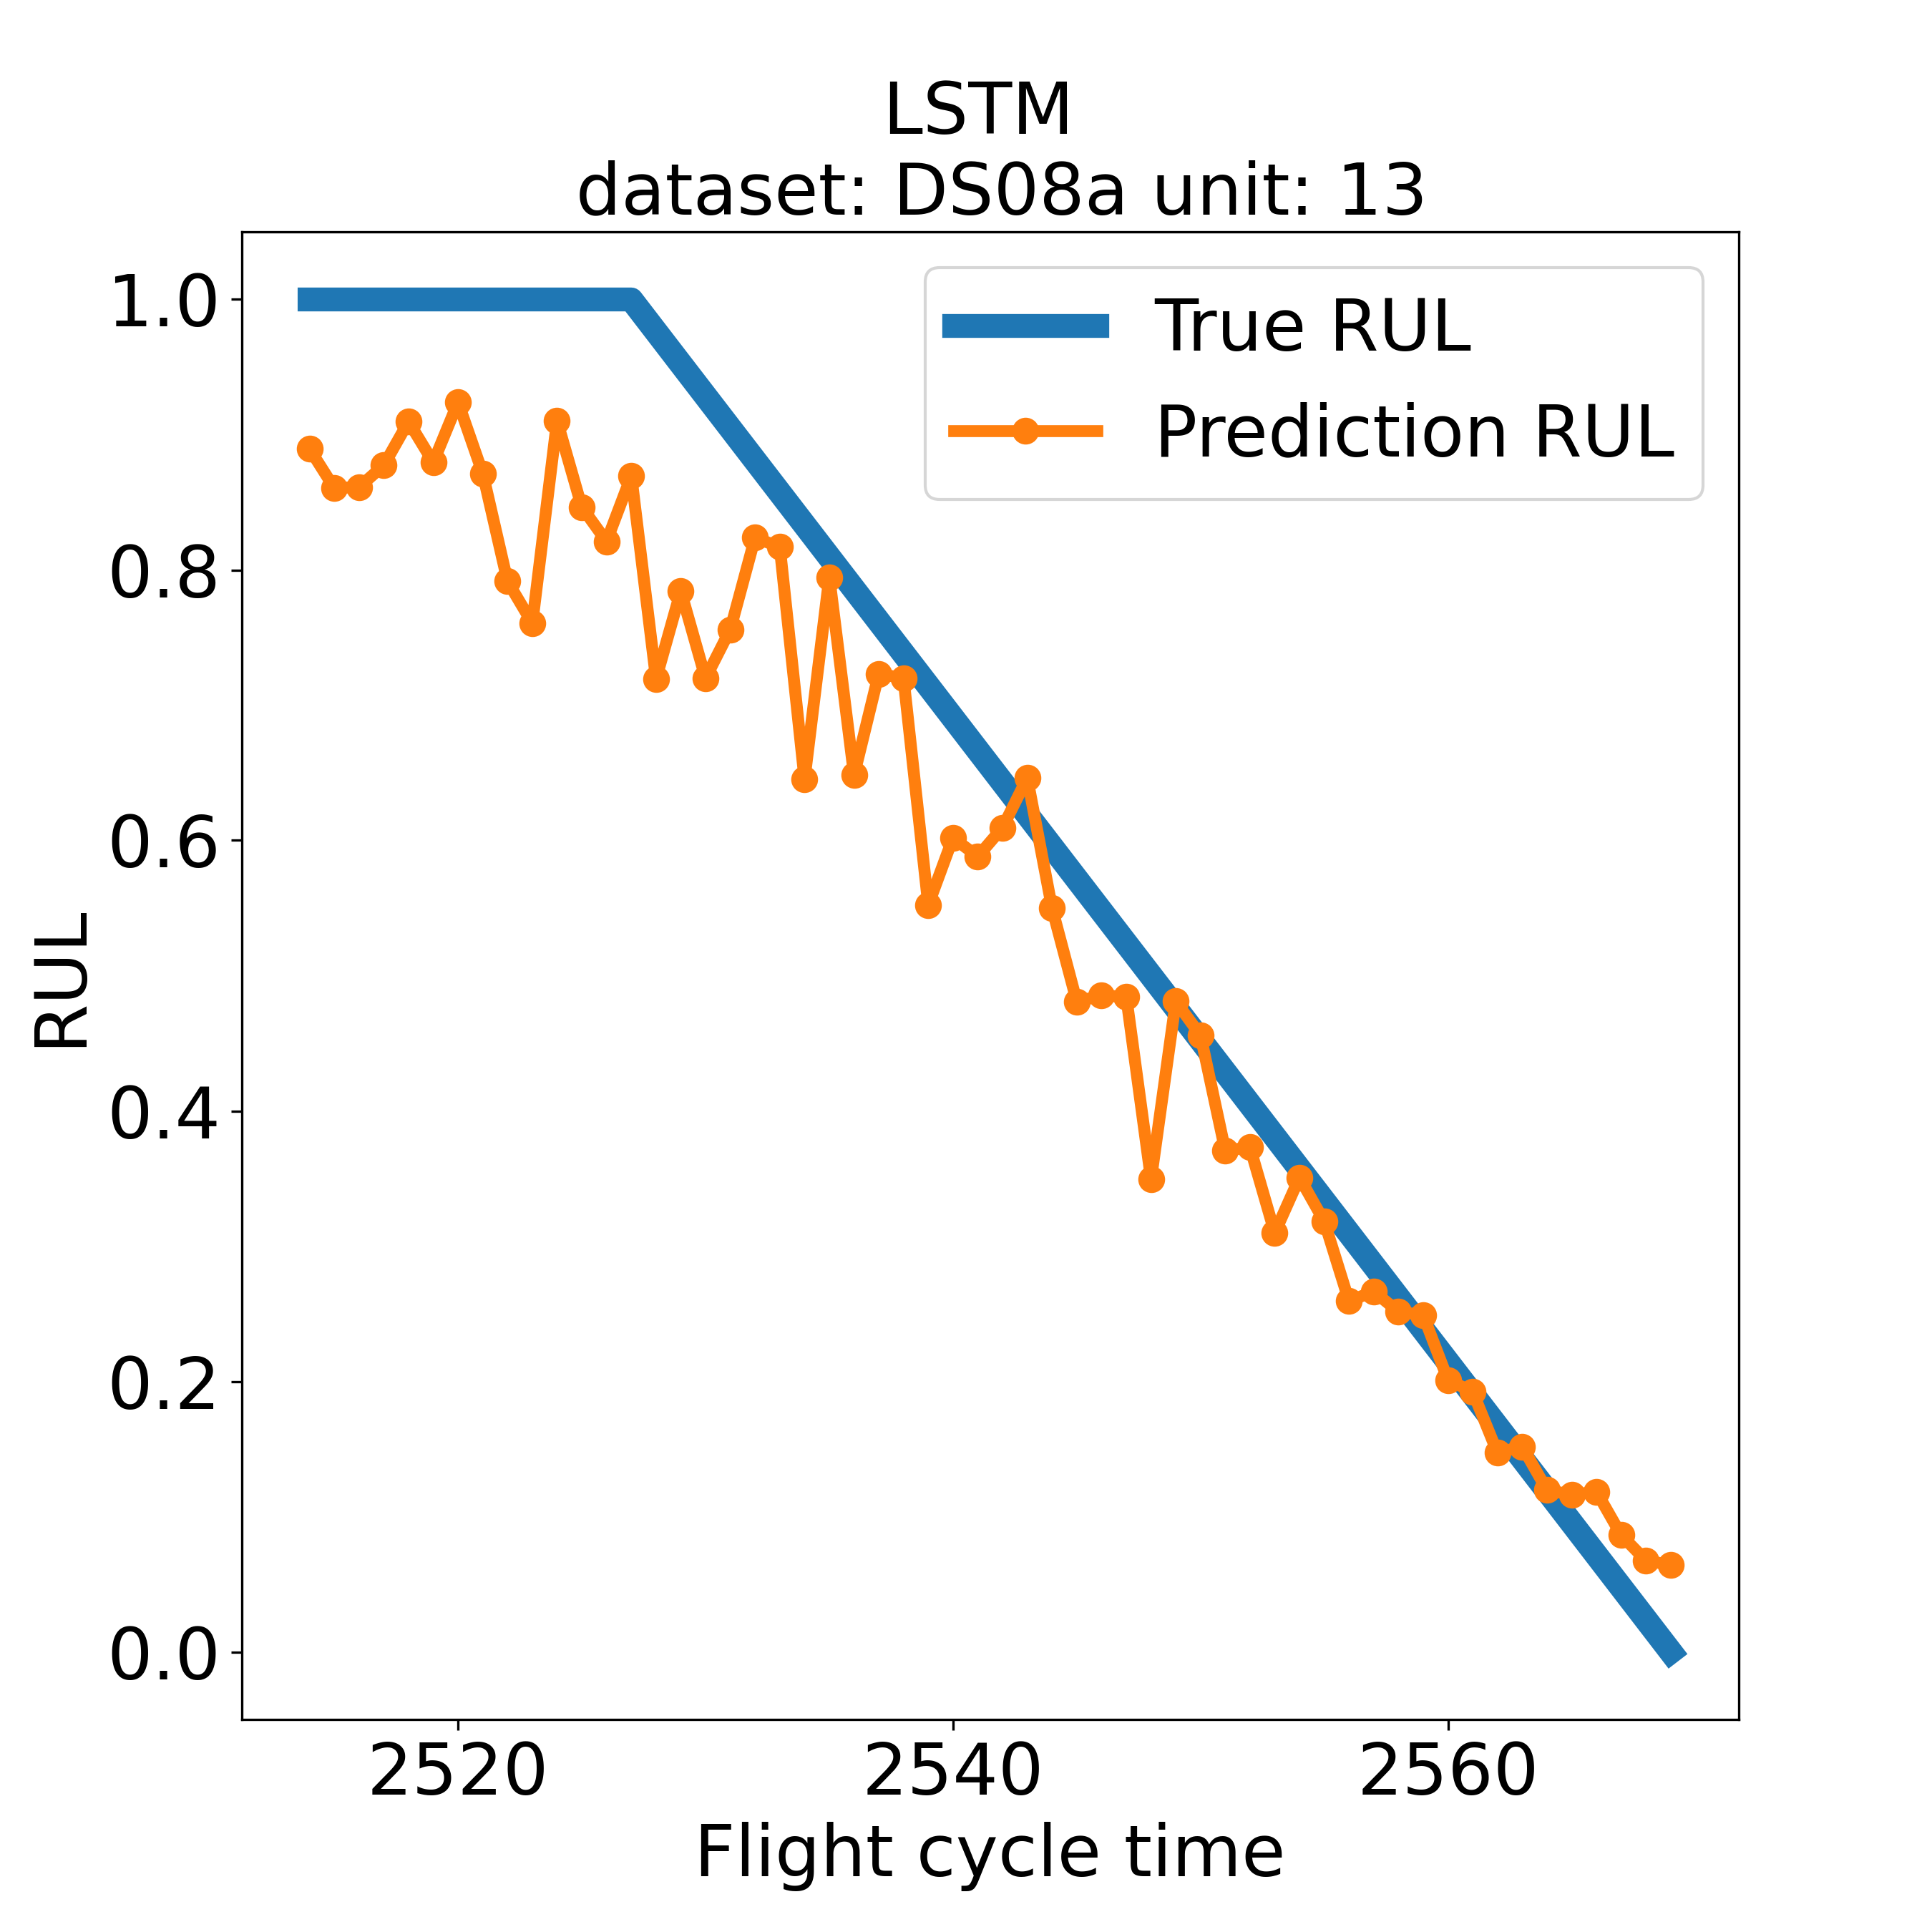 LSTM
dataset: DS08a unit: 13
True RUL
Prediction RUL
1.0
0.8
0.6
0.4
0.2
0.0
RUL
2520 2540 2560
Flight cycle time